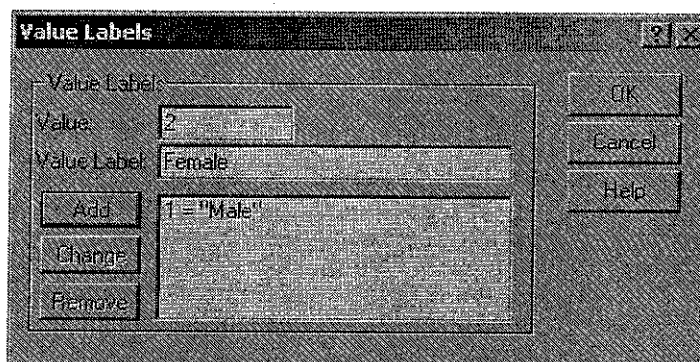 Value Labels ? X
Value Labels
OK
Value: 2
Cancel
Value Label: Female
Help
Add 1 = "Male"
Change
Remove